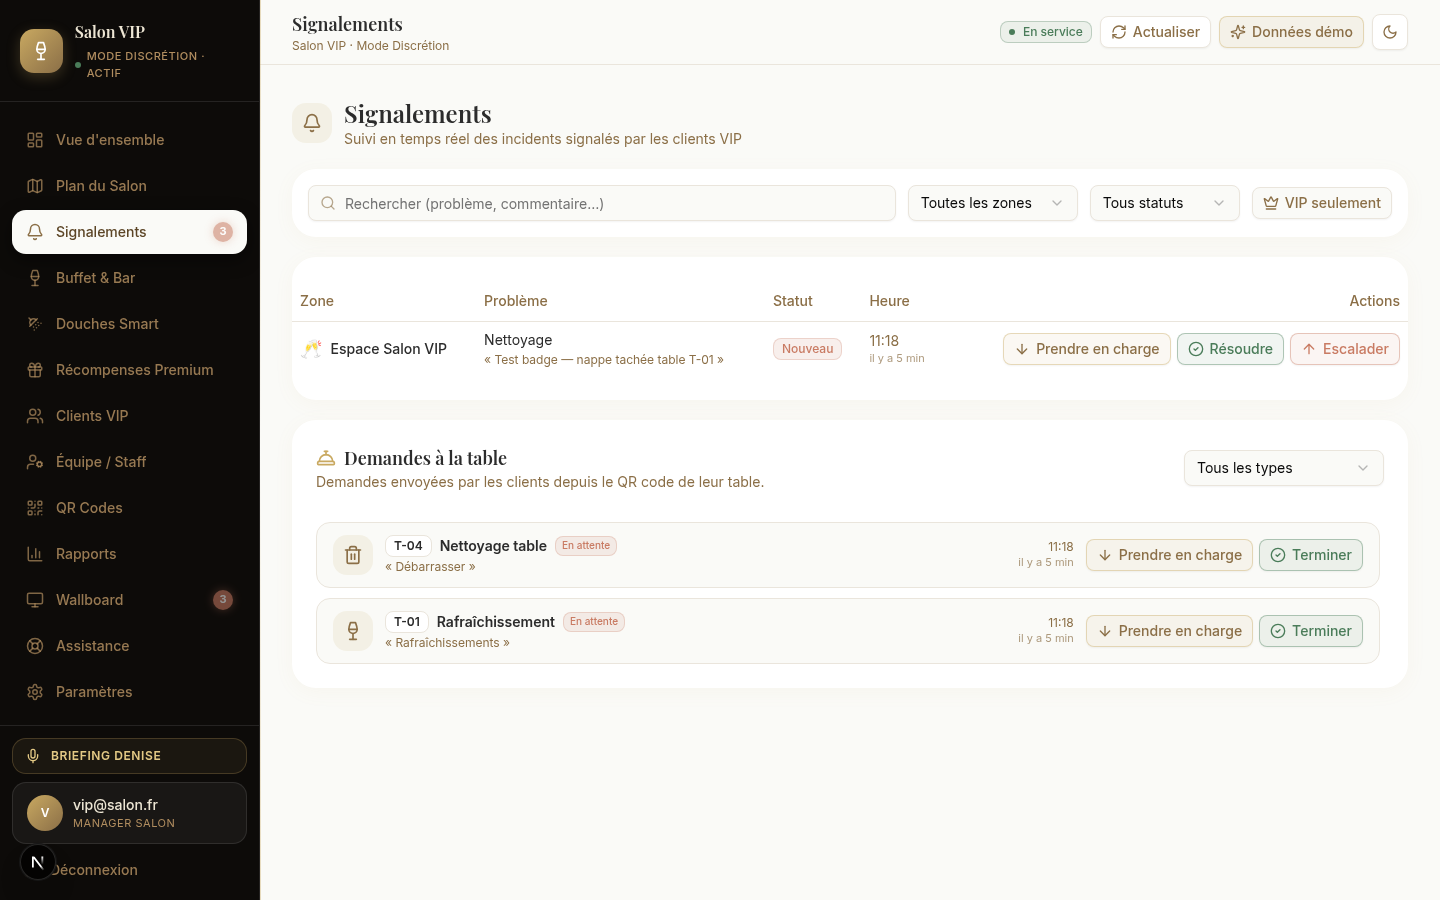 Salon VIP
MODE DISCRÉTION ·
ACTIF
Vue d'ensemble
Plan du Salon
Signalements
3
Buffet & Bar
Douches Smart
Récompenses Premium
Clients VIP
Équipe / Staff
QR Codes
Rapports
Wallboard
3
Assistance
Paramètres
BRIEFING DENISE
V
vip@salon.fr
MANAGER SALON
N
Déconnexion
Signalements
Salon VIP · Mode Discrétion
En service
Actualiser
Données démo
Signalements
Suivi en temps réel des incidents signalés par les clients VIP
Rechercher (problème, commentaire...)
Toutes les zones
Tous statuts
VIP seulement
Zone Problème Statut Heure Actions
Espace Salon VIP
Nettoyage
« Test badge — nappe tachée table T-01 »
Nouveau
11:18
il y a 5 min
Prendre en charge
Résoudre
Escalader
Demandes à la table
Demandes envoyées par les clients depuis le QR code de leur table.
Tous les types
T-04 Nettoyage table En attente
« Débarrasser »
11:18
il y a 5 min
Prendre en charge
Terminer
T-01 Rafraîchissement En attente
« Rafraîchissements »
11:18
il y a 5 min
Prendre en charge
Terminer